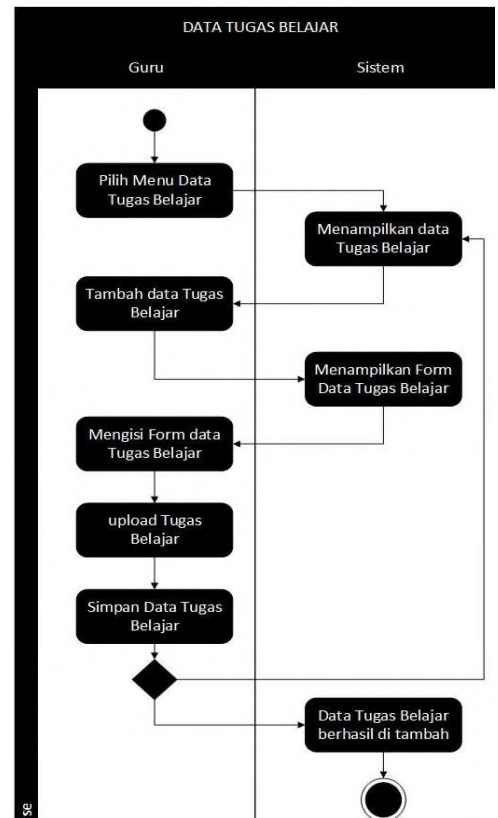 DATA TUGAS BELAJAR
Guru
Sistem
Pilih Menu Data
Tugas Belajar
Menampilkan data
Tugas Belajar
Tambah data Tugas
Belajar
Menampilkan Form
Data Tugas Belajar
Mengisi Form data
Tugas Belajar
upload Tugas
Belajar
Simpan Data Tugas
Belajar
Data Tugas Belajar
berhasil di tambah
se